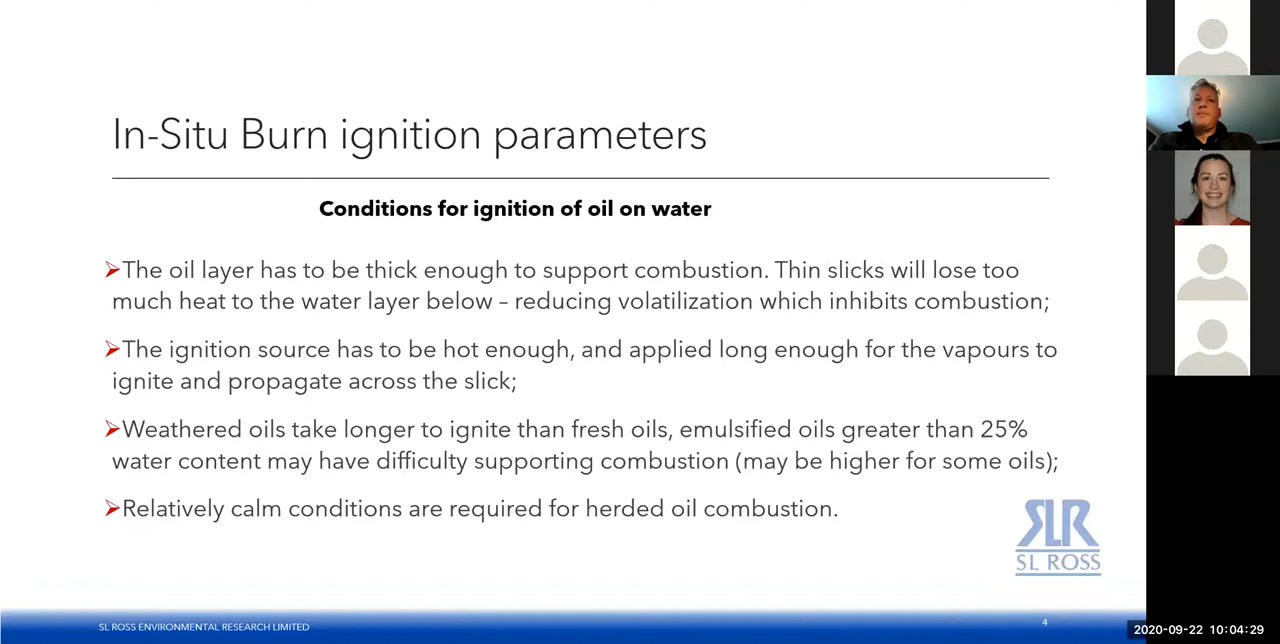 In-Situ Burn ignition parameters
Conditions for ignition of oil on water
➢The oil layer has to be thick enough to support combustion. Thin slicks will lose too
much heat to the water layer below – reducing volatilization which inhibits combustion;
➢The ignition source has to be hot enough, and applied long enough for the vapours to
ignite and propagate across the slick;
➢Weathered oils take longer to ignite than fresh oils, emulsified oils greater than 25%
water content may have difficulty supporting combustion (may be higher for some oils);
➢Relatively calm conditions are required for herded oil combustion.
SLR
SL ROSS
SL ROSS ENVIRONMENTAL RESEARCH LIMITED
4
2020-09-22 10:04:29